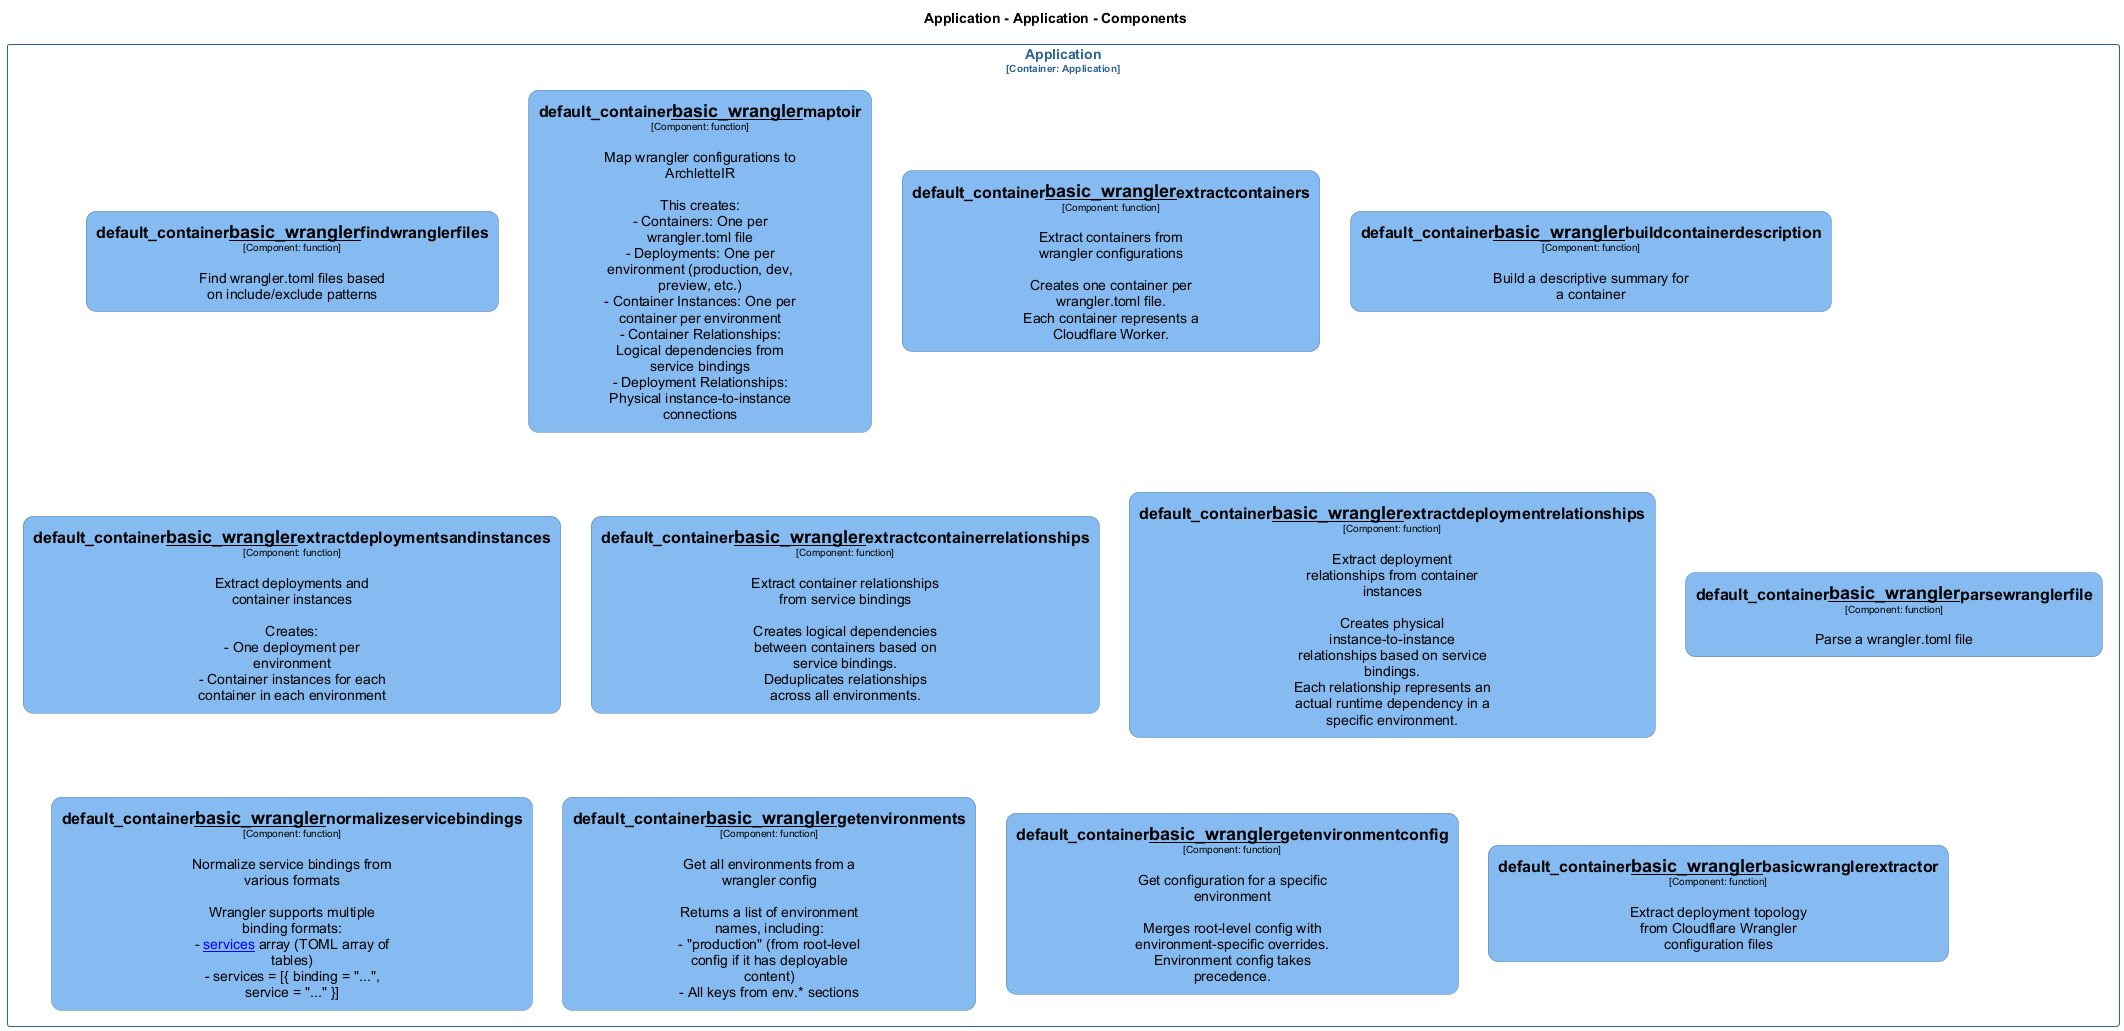 Application - Application - Components
Application
[Container: Application]
default_containerbasic_wranglerfindwranglerfiles
[Component: function]
Find wrangler.toml files based
on include/exclude patterns
default_containerbasic_wranglermaptoir
[Component: function]
Map wrangler configurations to
ArchletteIR
This creates:
- Containers: One per
wrangler.toml file
- Deployments: One per
environment (production, dev,
preview, etc.)
- Container Instances: One per
container per environment
- Container Relationships:
Logical dependencies from
service bindings
- Deployment Relationships:
Physical instance-to-instance
connections
default_containerbasic_wranglerextractcontainers
[Component: function]
Extract containers from
wrangler configurations
Creates one container per
wrangler.toml file.
Each container represents a
Cloudflare Worker.
default_containerbasic_wranglerbuildcontainerdescription
[Component: function]
Build a descriptive summary for
a container
default_containerbasic_wranglerextractdeploymentsandinstances
[Component: function]
Extract deployments and
container instances
Creates:
- One deployment per
environment
- Container instances for each
container in each environment
default_containerbasic_wranglerextractcontainerrelationships
[Component: function]
Extract container relationships
from service bindings
Creates logical dependencies
between containers based on
service bindings.
Deduplicates relationships
across all environments.
default_containerbasic_wranglerextractdeploymentrelationships
[Component: function]
Extract deployment
relationships from container
instances
Creates physical
instance-to-instance
relationships based on service
bindings.
Each relationship represents an
actual runtime dependency in a
specific environment.
default_containerbasic_wranglerparsewranglerfile
[Component: function]
Parse a wrangler.toml file
default_containerbasic_wranglernormalizeservicebindings
[Component: function]
Normalize service bindings from
various formats
Wrangler supports multiple
binding formats:
- services array (TOML array of
tables)
- services = [{ binding = "...",
service = "..." }]
default_containerbasic_wranglergetenvironments
[Component: function]
Get all environments from a
wrangler config
Returns a list of environment
names, including:
- "production" (from root-level
config if it has deployable
content)
- All keys from env.* sections
default_containerbasic_wranglergetenvironmentconfig
[Component: function]
Get configuration for a specific
environment
Merges root-level config with
environment-specific overrides.
Environment config takes
precedence.
default_containerbasic_wranglerbasicwranglerextractor
[Component: function]
Extract deployment topology
from Cloudflare Wrangler
configuration files